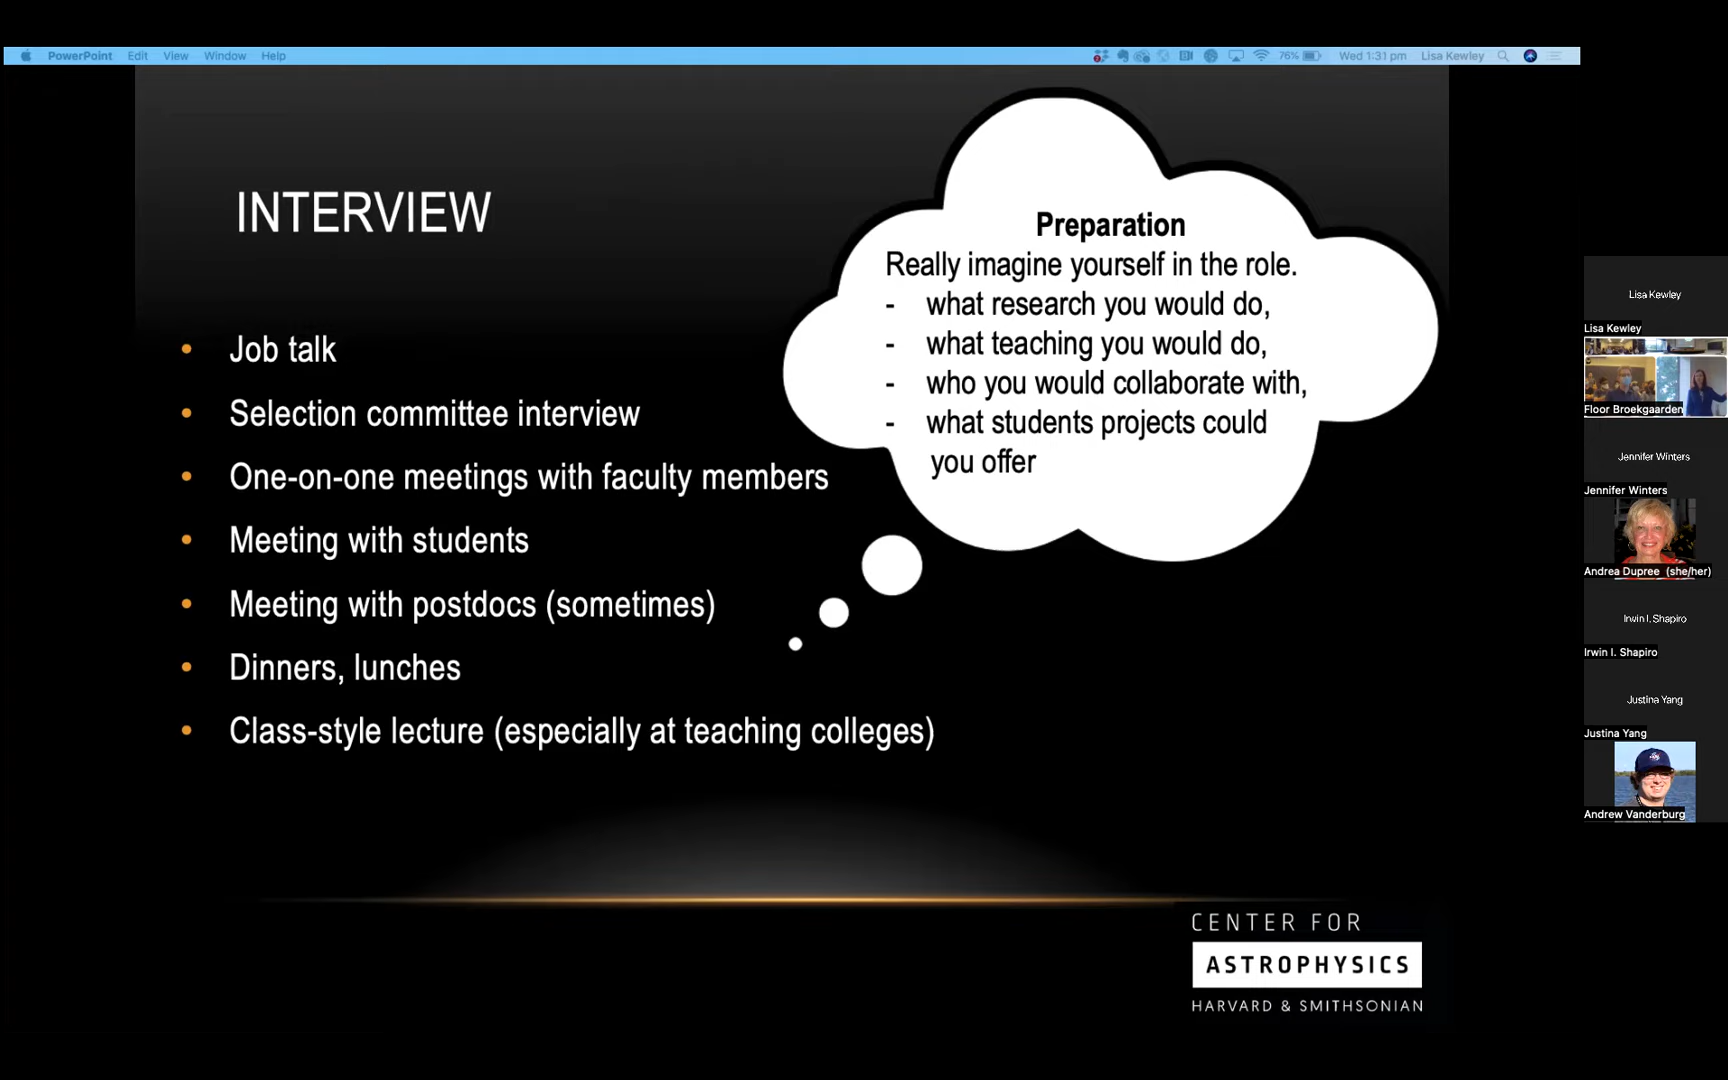 PowerPoint Edit View Window Help
76% Wed 1:31 pm Lisa Kewley
INTERVIEW
• Job talk
• Selection committee interview
• One-on-one meetings with faculty members
• Meeting with students
• Meeting with postdocs (sometimes)
• Dinners, lunches
• Class-style lecture (especially at teaching colleges)
Preparation
Really imagine yourself in the role.
- what research you would do,
- what teaching you would do,
- who you would collaborate with,
- what students projects could
you offer
CENTER FOR
ASTROPHYSICS
HARVARD & SMITHSONIAN
Lisa Kewley
Lisa Kewley
Floor Broekgaarden
Jennifer Winters
Jennifer Winters
Andrea Dupree (she/her)
Irwin I. Shapiro
Irwin I. Shapiro
Justina Yang
Justina Yang
Andrew Vanderburg